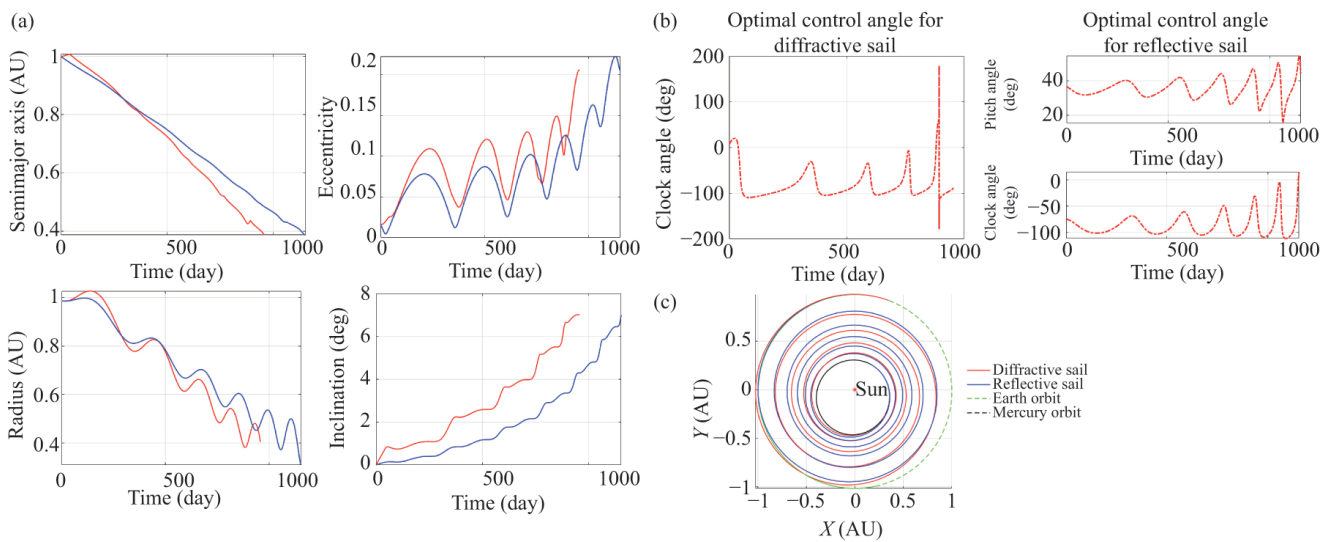 (a)
Semimajor axis (AU)
1
0.8
0.6
0.4
0
500
1000
Time (day)
Eccentricity
0.2
0.15
0.1
0.05
0
0
500
1000
Time (day)
Radius (AU)
1
0.8
0.6
0.4
0
500
1000
Time (day)
Inclination (deg)
8
6
4
2
0
0
500
1000
Time (day)
(b)
Optimal control angle for
diffractive sail
Clock angle (deg)
200
100
0
−100
−200
0
500
1000
Time (day)
Optimal control angle
for reflective sail
Pitch angle
(deg)
40
20
0
500
1000
Clock angle
(deg)
0
−50
−100
0
500
1000
Time (day)
(c)
Y (AU)
0.5
0
−0.5
−1
−1
−0.5
0
0.5
1
X (AU)
Sun
Diffractive sail
Reflective sail
Earth orbit
Mercury orbit